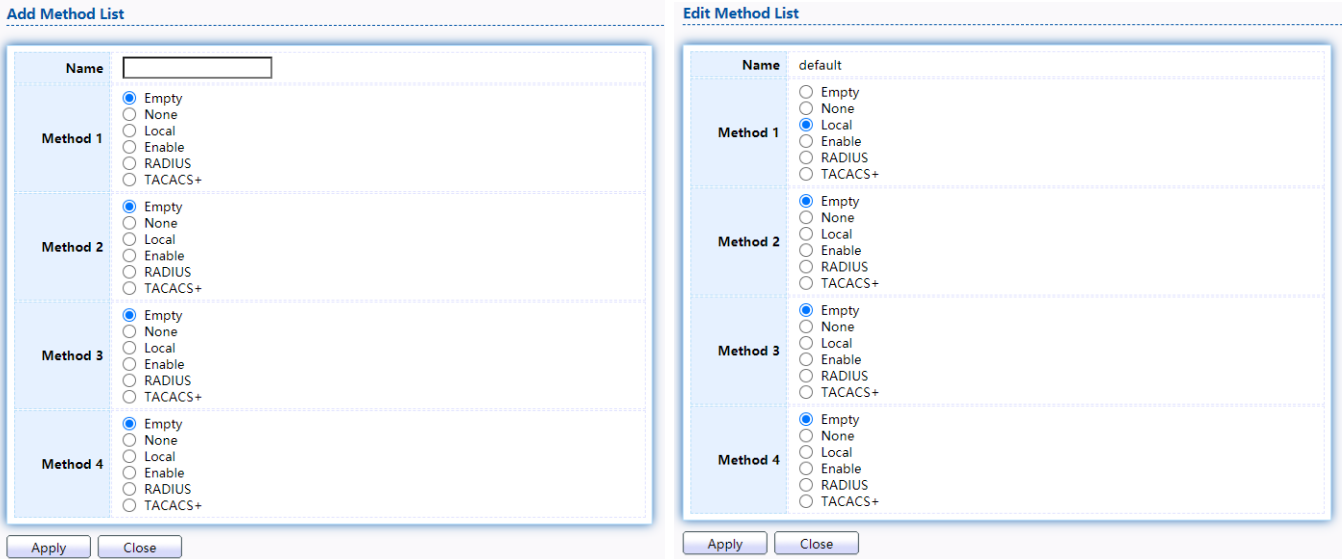 Add Method List
Name
Method 1
Empty
None
Local
Enable
RADIUS
TACACS+
Method 2
Empty
None
Local
Enable
RADIUS
TACACS+
Method 3
Empty
None
Local
Enable
RADIUS
TACACS+
Method 4
Empty
None
Local
Enable
RADIUS
TACACS+
Apply Close
Edit Method List
Name default
Method 1
Empty
None
Local
Enable
RADIUS
TACACS+
Method 2
Empty
None
Local
Enable
RADIUS
TACACS+
Method 3
Empty
None
Local
Enable
RADIUS
TACACS+
Method 4
Empty
None
Local
Enable
RADIUS
TACACS+
Apply Close